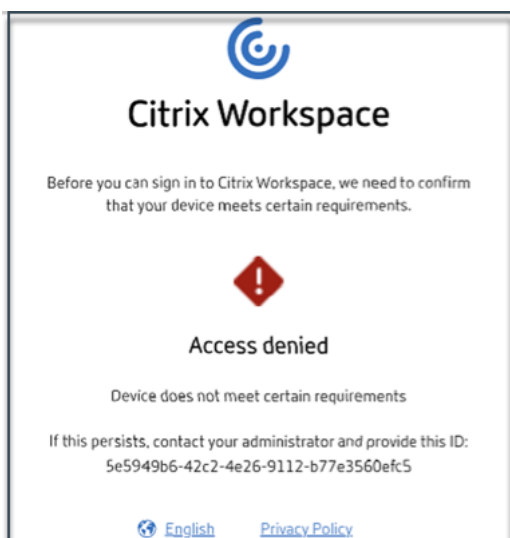 Citrix Workspace
Before you can sign in to Citrix Workspace, we need to confirm
that your device meets certain requirements.
Access denied
Device does not meet certain requirements
If this persists, contact your administrator and provide this ID:
5e5949b6-42c2-4e26-9112-b77e3560efc5
English Privacy Policy